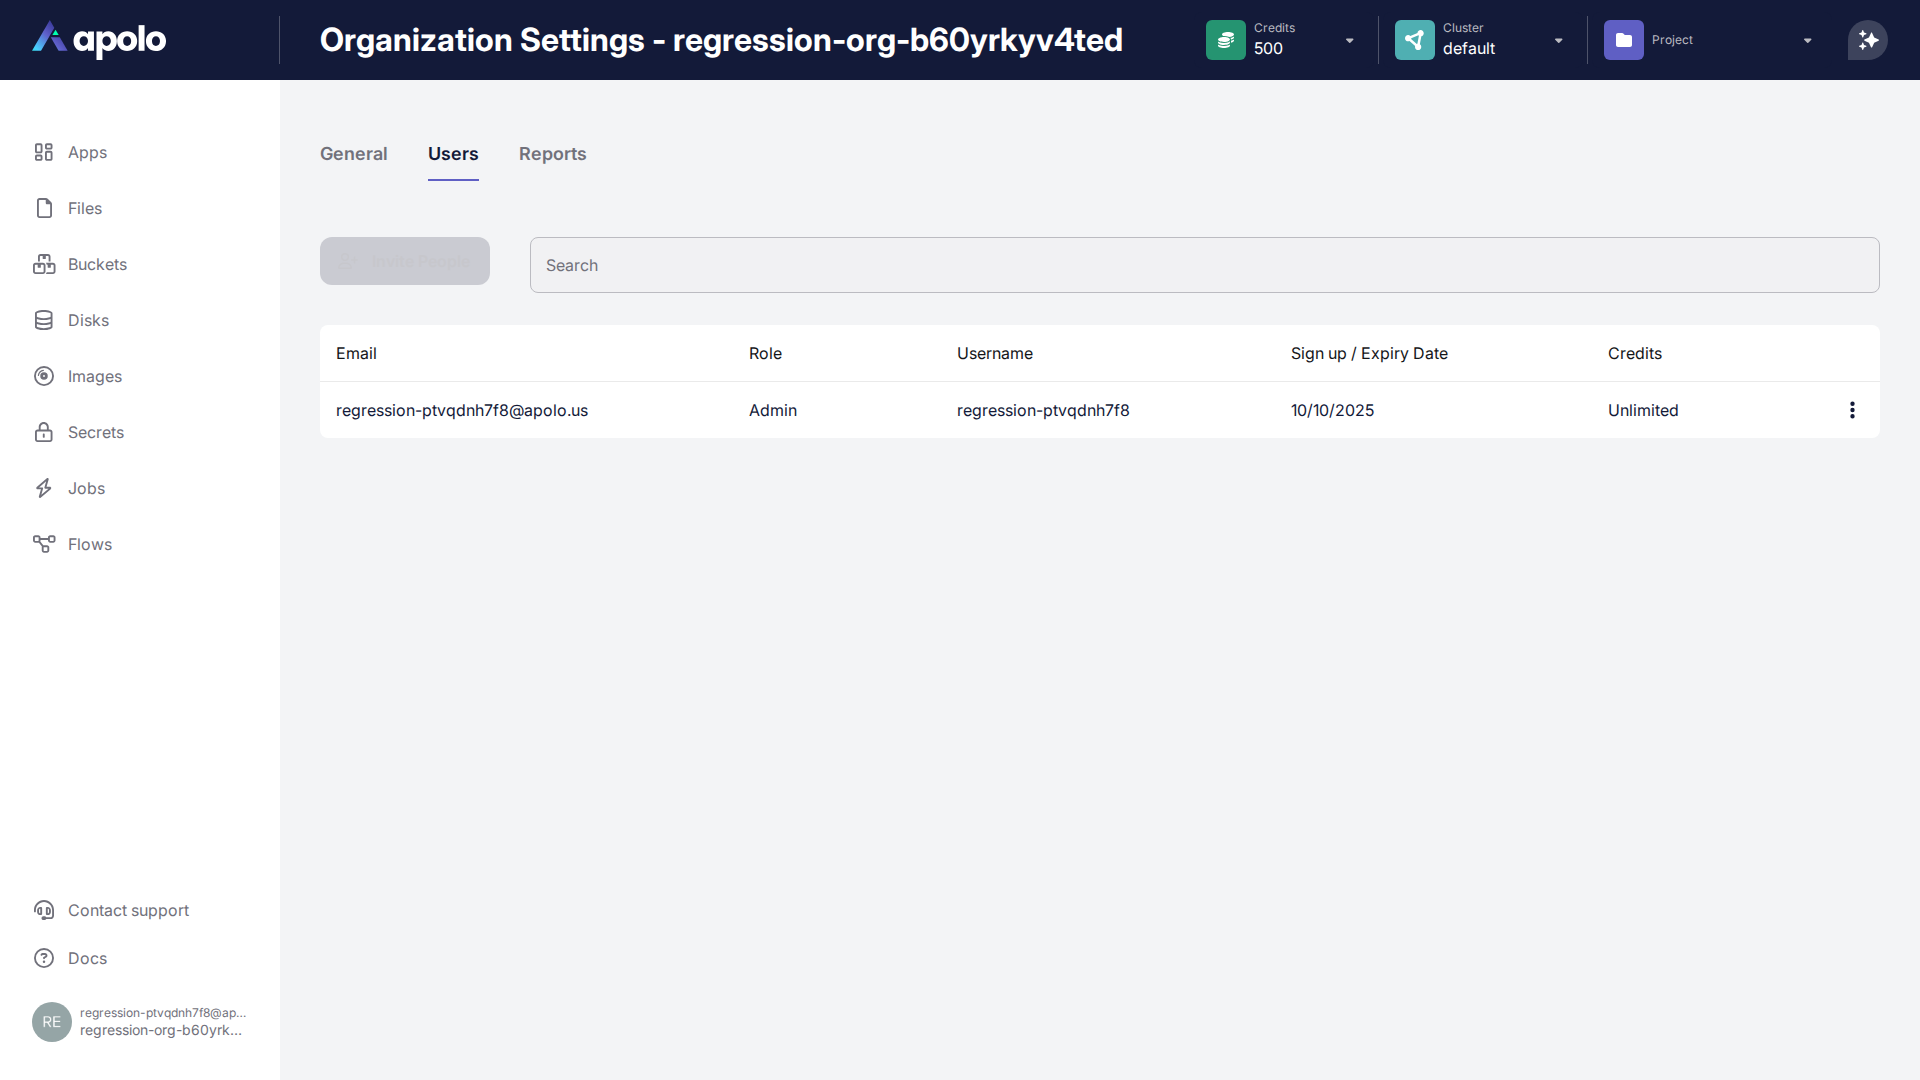 apolo
Organization Settings - regression-org-b60yrkyv4ted
Credits
500
Cluster
default
Project
Apps
Files
Buckets
Disks
Images
Secrets
Jobs
Flows
Contact support
Docs
RE
regression-ptvqdnh7f8@ap...
regression-org-b60yrk...
General Users Reports
Search
Email Role Username Sign up / Expiry Date Credits
regression-ptvqdnh7f8@apolo.us Admin regression-ptvqdnh7f8 10/10/2025 Unlimited